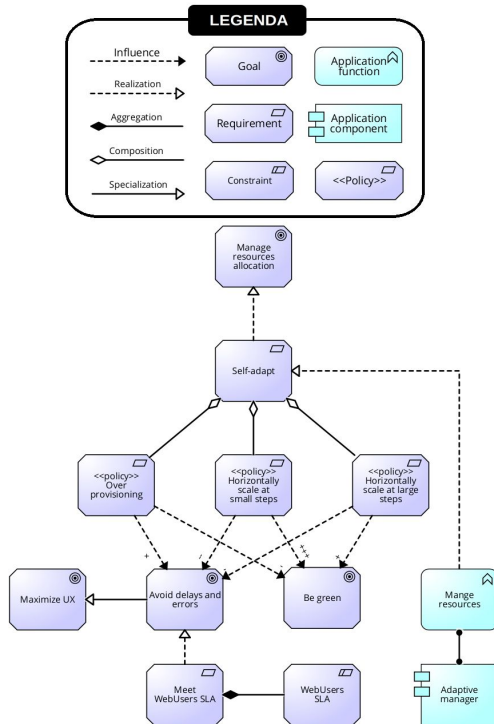 LEGENDA
Influence
Realization
Aggregation
Composition
Specialization
Goal
Application
function
Requirement
Application
component
Constraint
<<Policy>>
Manage
resources
allocation
Self-adapt
<<policy>>
Over
provisioning
<<policy>>
Horizontally
scale at
small steps
<<policy>>
Horizontally
scale at large
steps
Maximize UX
Avoid delays and
errors
Be green
Mange
resources
Meet
WebUsers SLA
WebUsers
SLA
Adaptive
manager